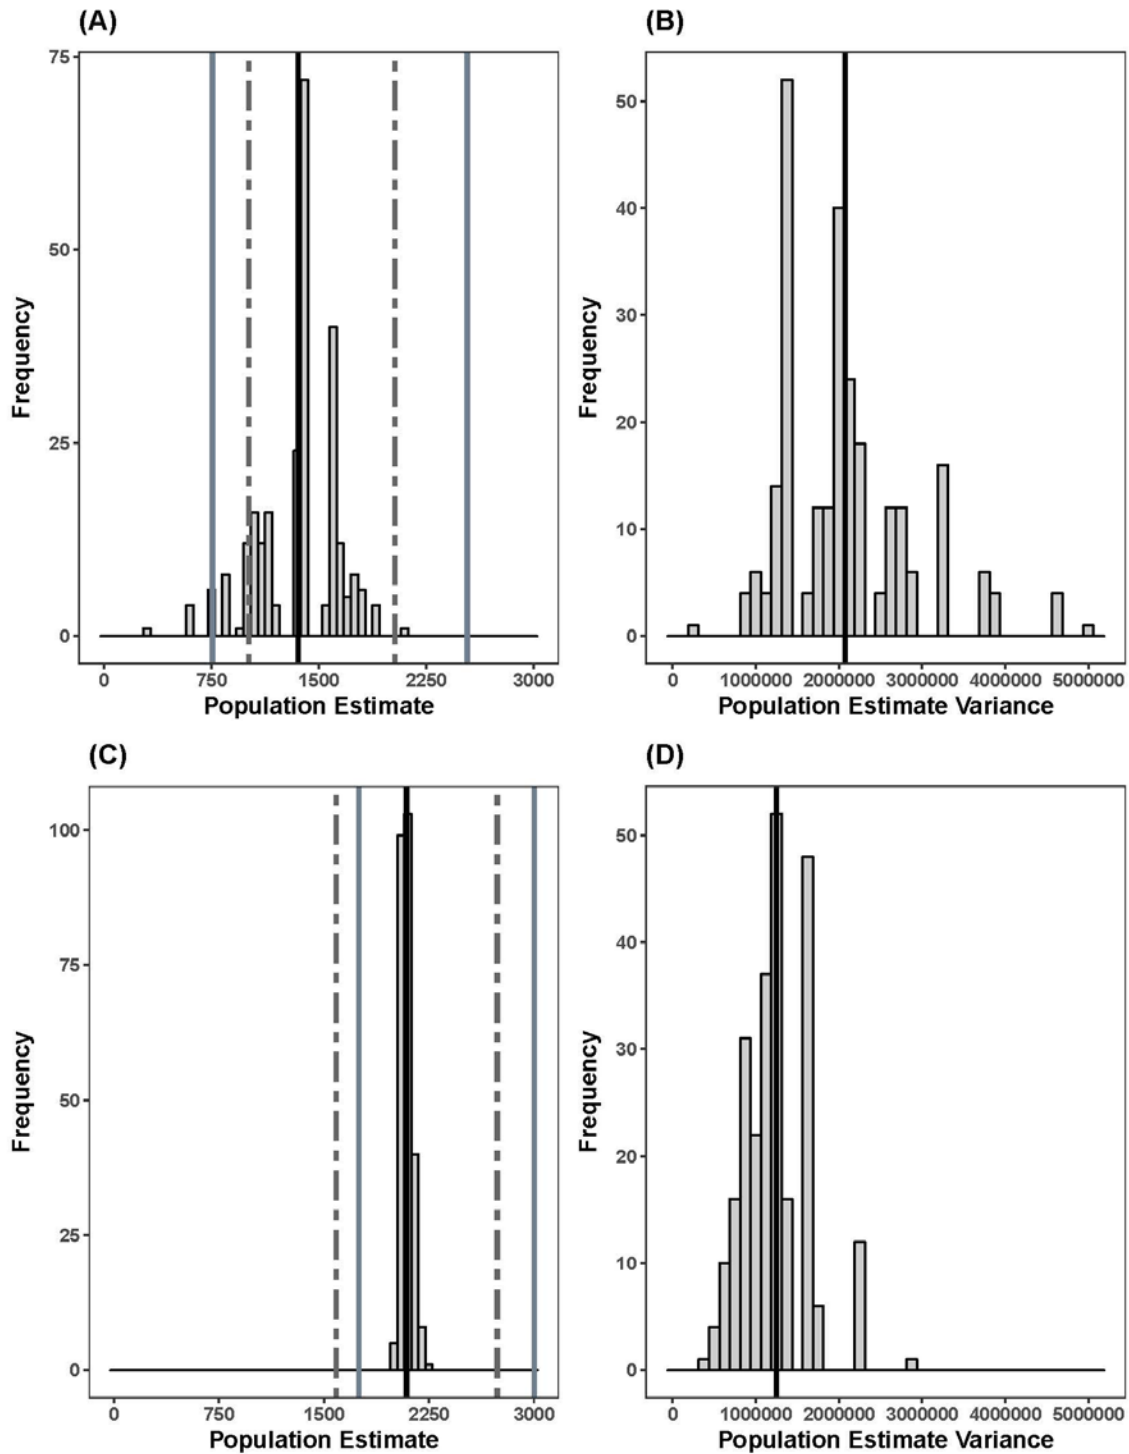 (A)
75
50
25
0
Frequency
0 750 1500 2250 3000
Population Estimate
(B)
50
40
30
20
10
0
Frequency
0 1000000 2000000 3000000 4000000 5000000
Population Estimate Variance
(C)
100
75
50
25
0
Frequency
0 750 1500 2250 3000
Population Estimate
(D)
50
40
30
20
10
0
Frequency
0 1000000 2000000 3000000 4000000 5000000
Population Estimate Variance